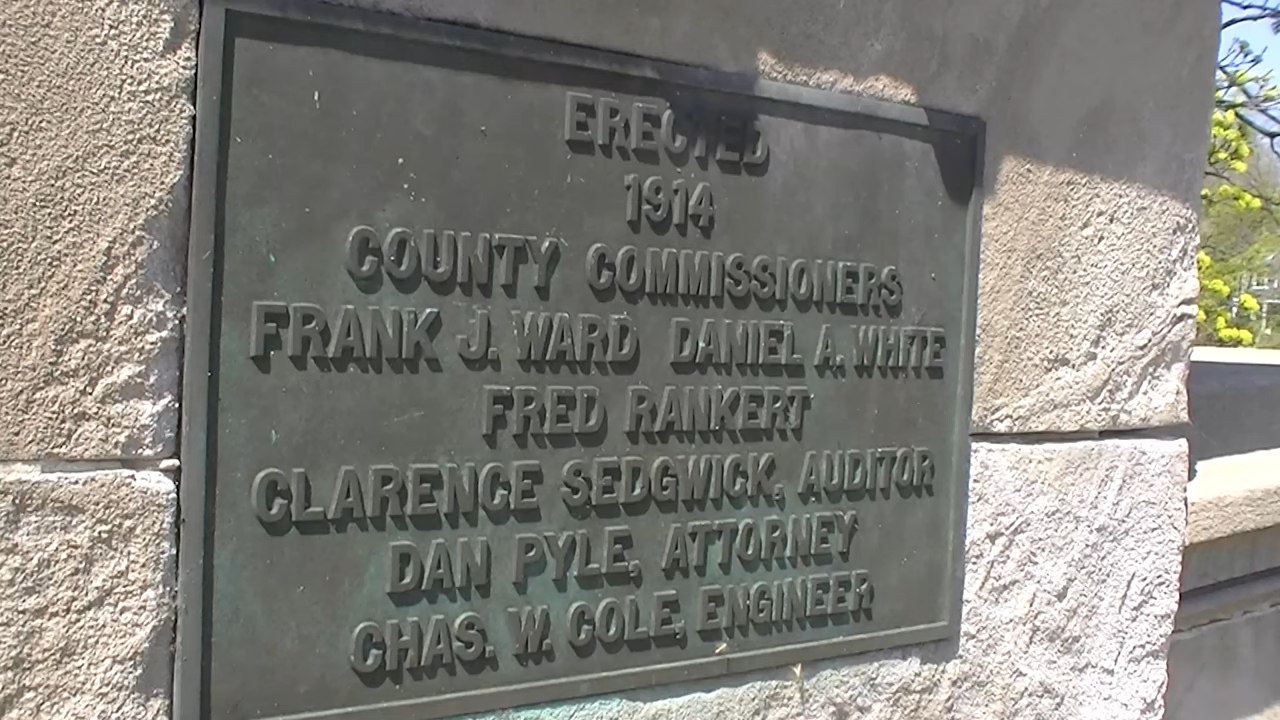 ERECTED
1914
COUNTY COMMISSIONERS
FRANK J. WARD DANIEL A. WHITE
FRED RANKERT
CLARENCE SEDGWICK, AUDITOR
DAN PYLE, ATTORNEY
CHAS. W. COLE, ENGINEER